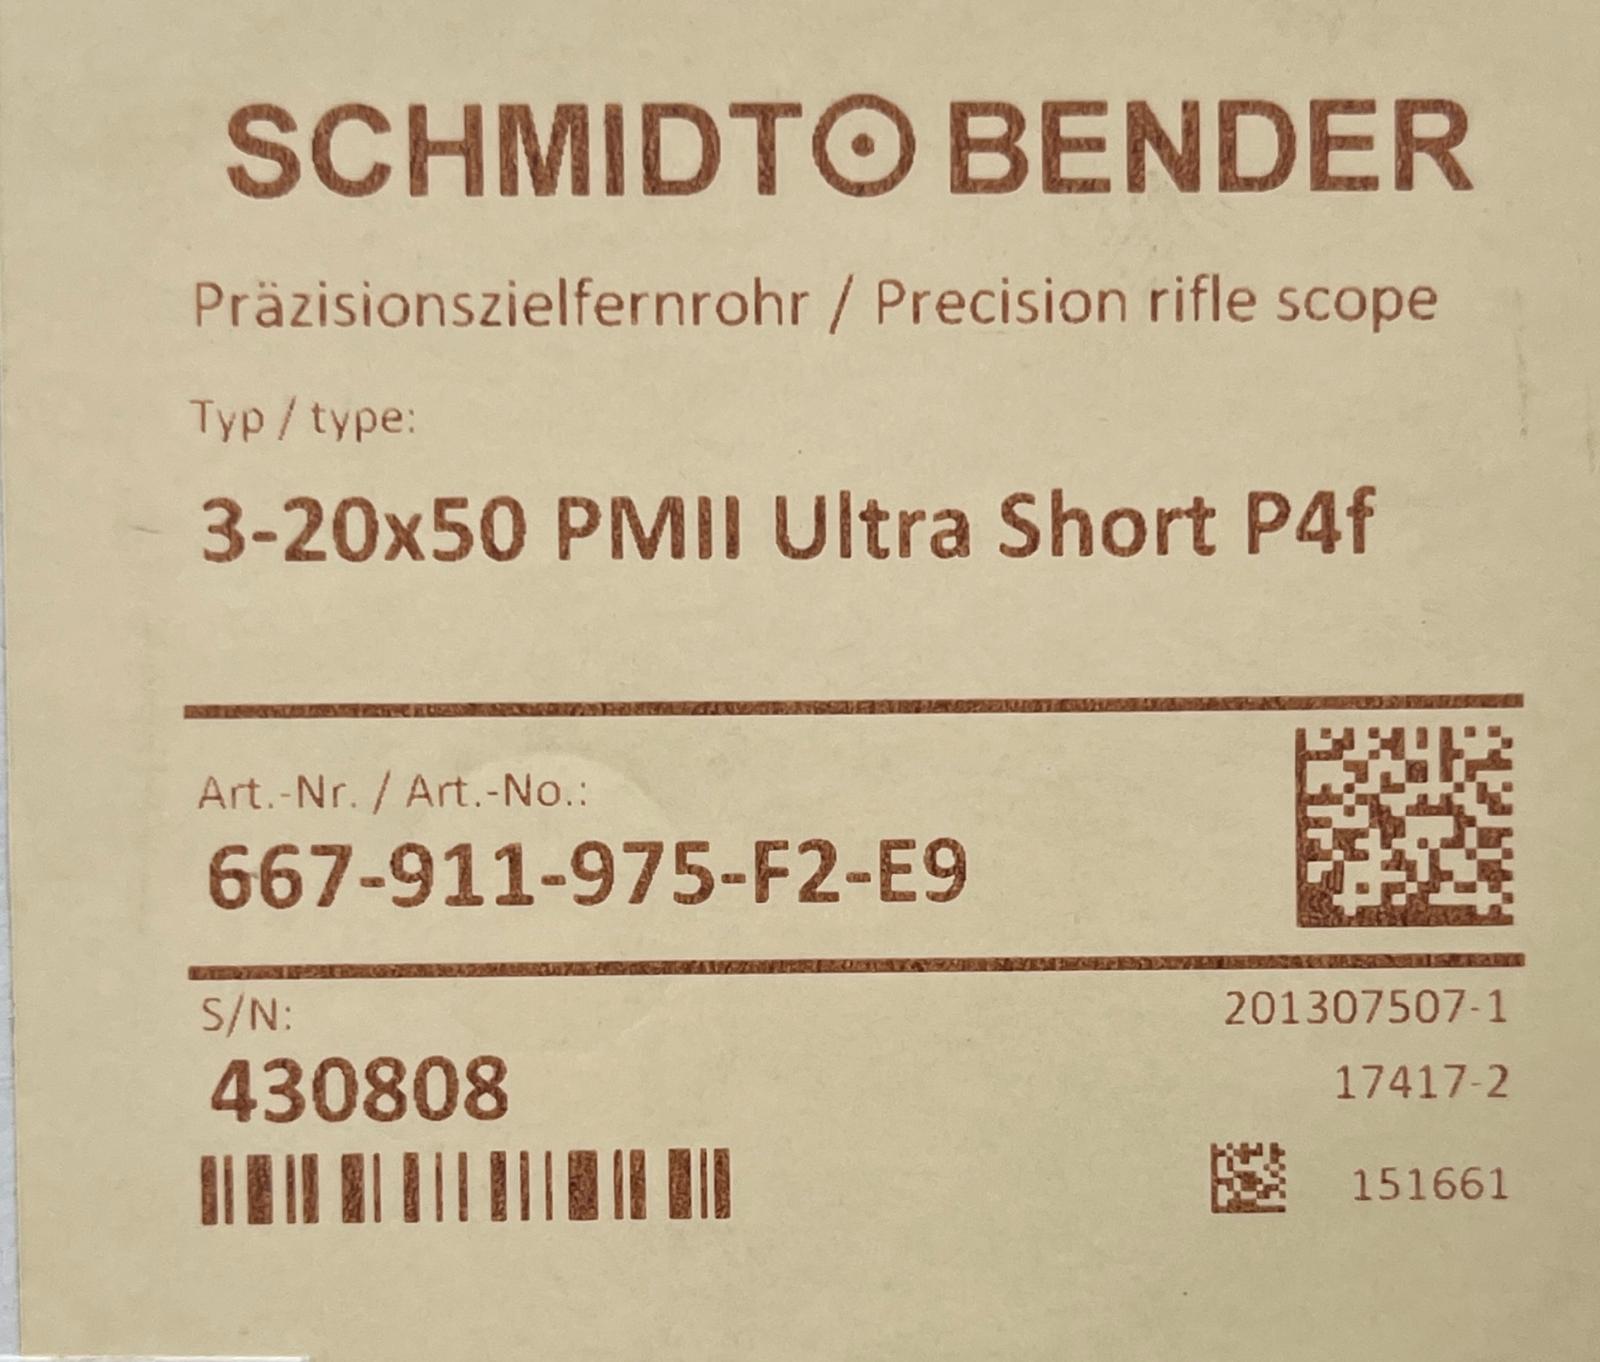 SCHMIDT BENDER
Präzisionszielfernrohr / Precision rifle scope
Typ / type:
3-20x50 PMII Ultra Short P4f
Art.-Nr. / Art.-No.:
667-911-975-F2-E9
S/N:
430808
201307507-1
17417-2
151661